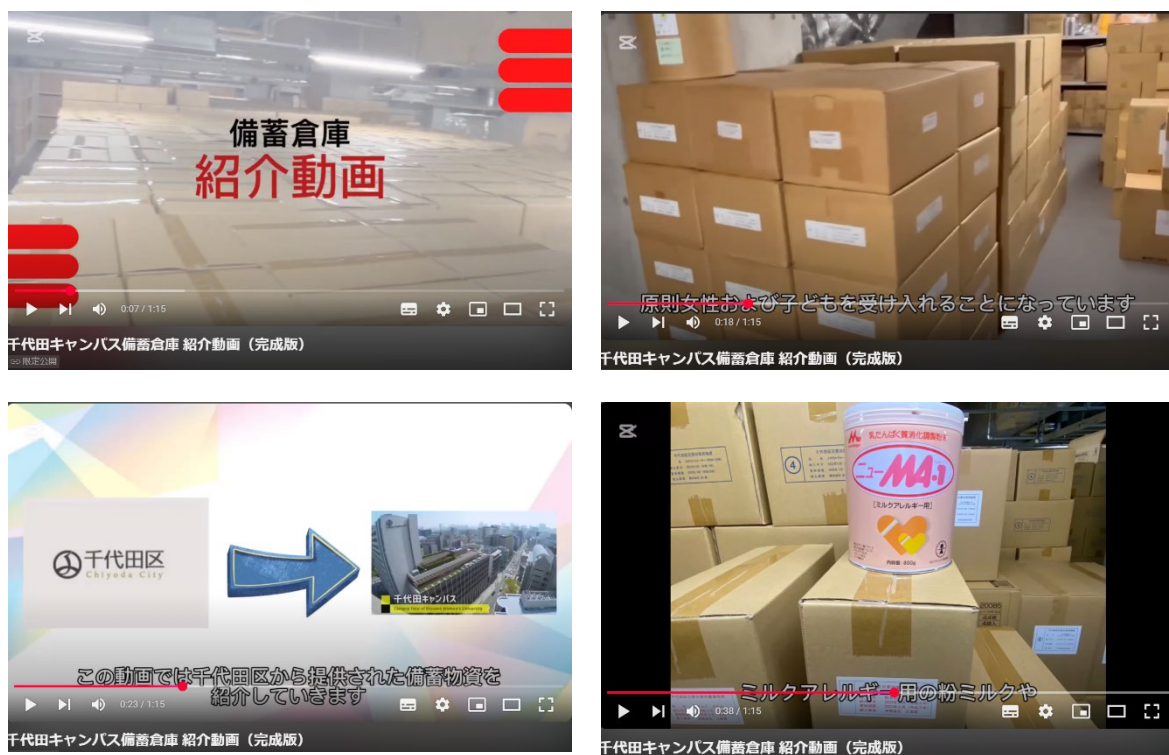 備蓄倉庫
紹介動画
0:07 / 1:15
千代田キャンパス備蓄倉庫 紹介動画（完成版）
限定公開
原則女性および子どもを受け入れることになっています
0:18 / 1:15
千代田キャンパス備蓄倉庫 紹介動画（完成版）
千代田区
Chiyoda City
千代田キャンパス
この動画では千代田区から提供された備蓄物資を
紹介していきます
0:23 / 1:15
千代田キャンパス備蓄倉庫 紹介動画（完成版）
乳たんぱく質消化調製粉末
ニューMA-1
［ミルクアレルギー用］
内容量 800g
④
20085
ミルクアレルギー用の粉ミルクや
0:38 / 1:15
千代田キャンパス備蓄倉庫 紹介動画（完成版）